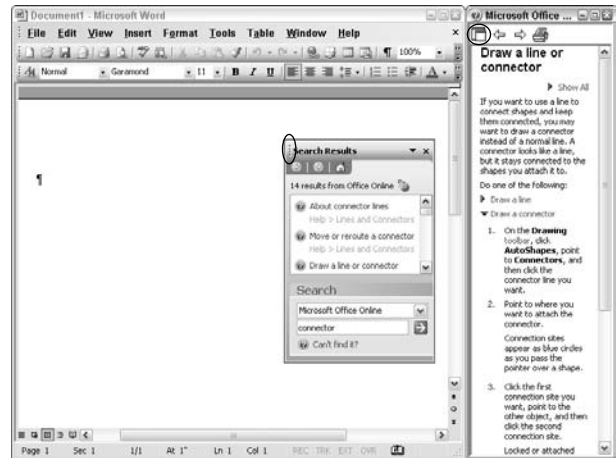 Document1 - Microsoft Word
File Edit View Insert Format Tools Table Window Help
100%
Normal Garamond 11 B I U
¶
Search Results
14 results from Office Online
About connector lines
Help > Lines and Connectors
Move or reroute a connector
Help > Lines and Connectors
Draw a line or connector
Search
Microsoft Office Online
connector
Can't find it?
Page 1 Sec 1 1/1 At 1" Ln 1 Col 1 REC TRK EXT OVR
Microsoft Office ...
Draw a line or
connector
Show All
If you want to use a line to
connect shapes and keep
them connected, you may
want to draw a connector
instead of a normal line. A
connector looks like a line,
but it stays connected to the
shapes you attach it to.
Do one of the following:
Draw a line
Draw a connector
1. On the Drawing
toolbar, click
AutoShapes, point
to Connectors, and
then click the
connector line you
want.
2. Point to where you
want to attach the
connector.
Connection sites
appear as blue circles
as you pass the
pointer over a shape.
3. Click the first
connection site you
want, point to the
other object, and then
click the second
connection site.
Locked or attached